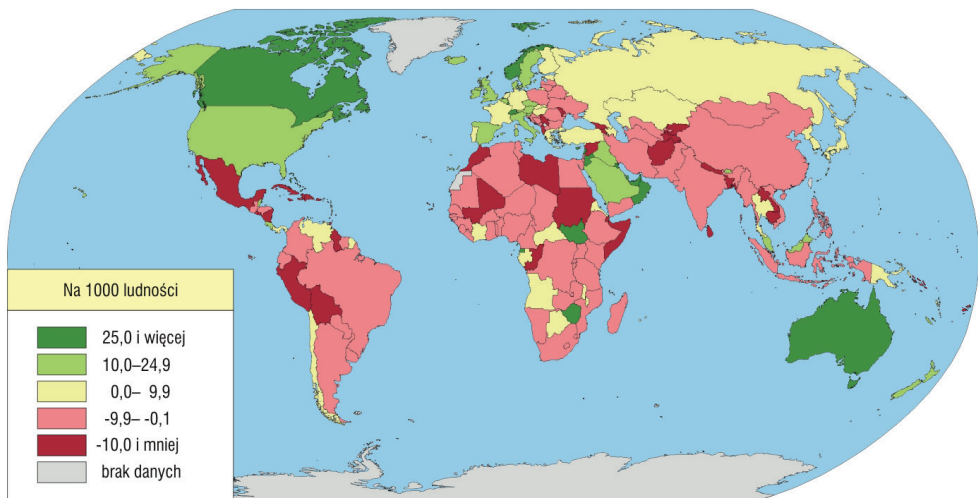 Na 1000 ludności
25,0 i więcej
10,0–24,9
0,0– 9,9
-9,9– -0,1
-10,0 i mniej
brak danych